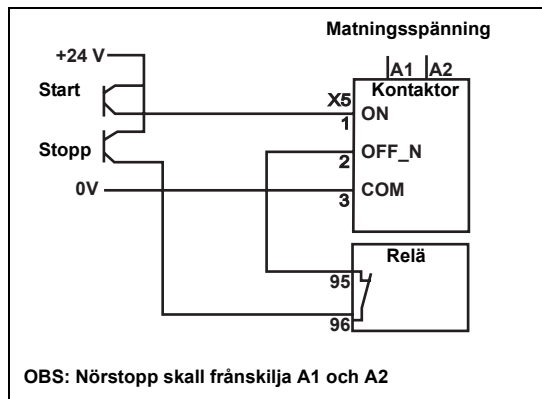 Matningsspänning
+24 V
A1 A2
Start
X5
Kontaktor
1
ON
Stopp
2
OFF_N
0V
3
COM
Relä
95
96
OBS: Nörstopp skall frånskilja A1 och A2